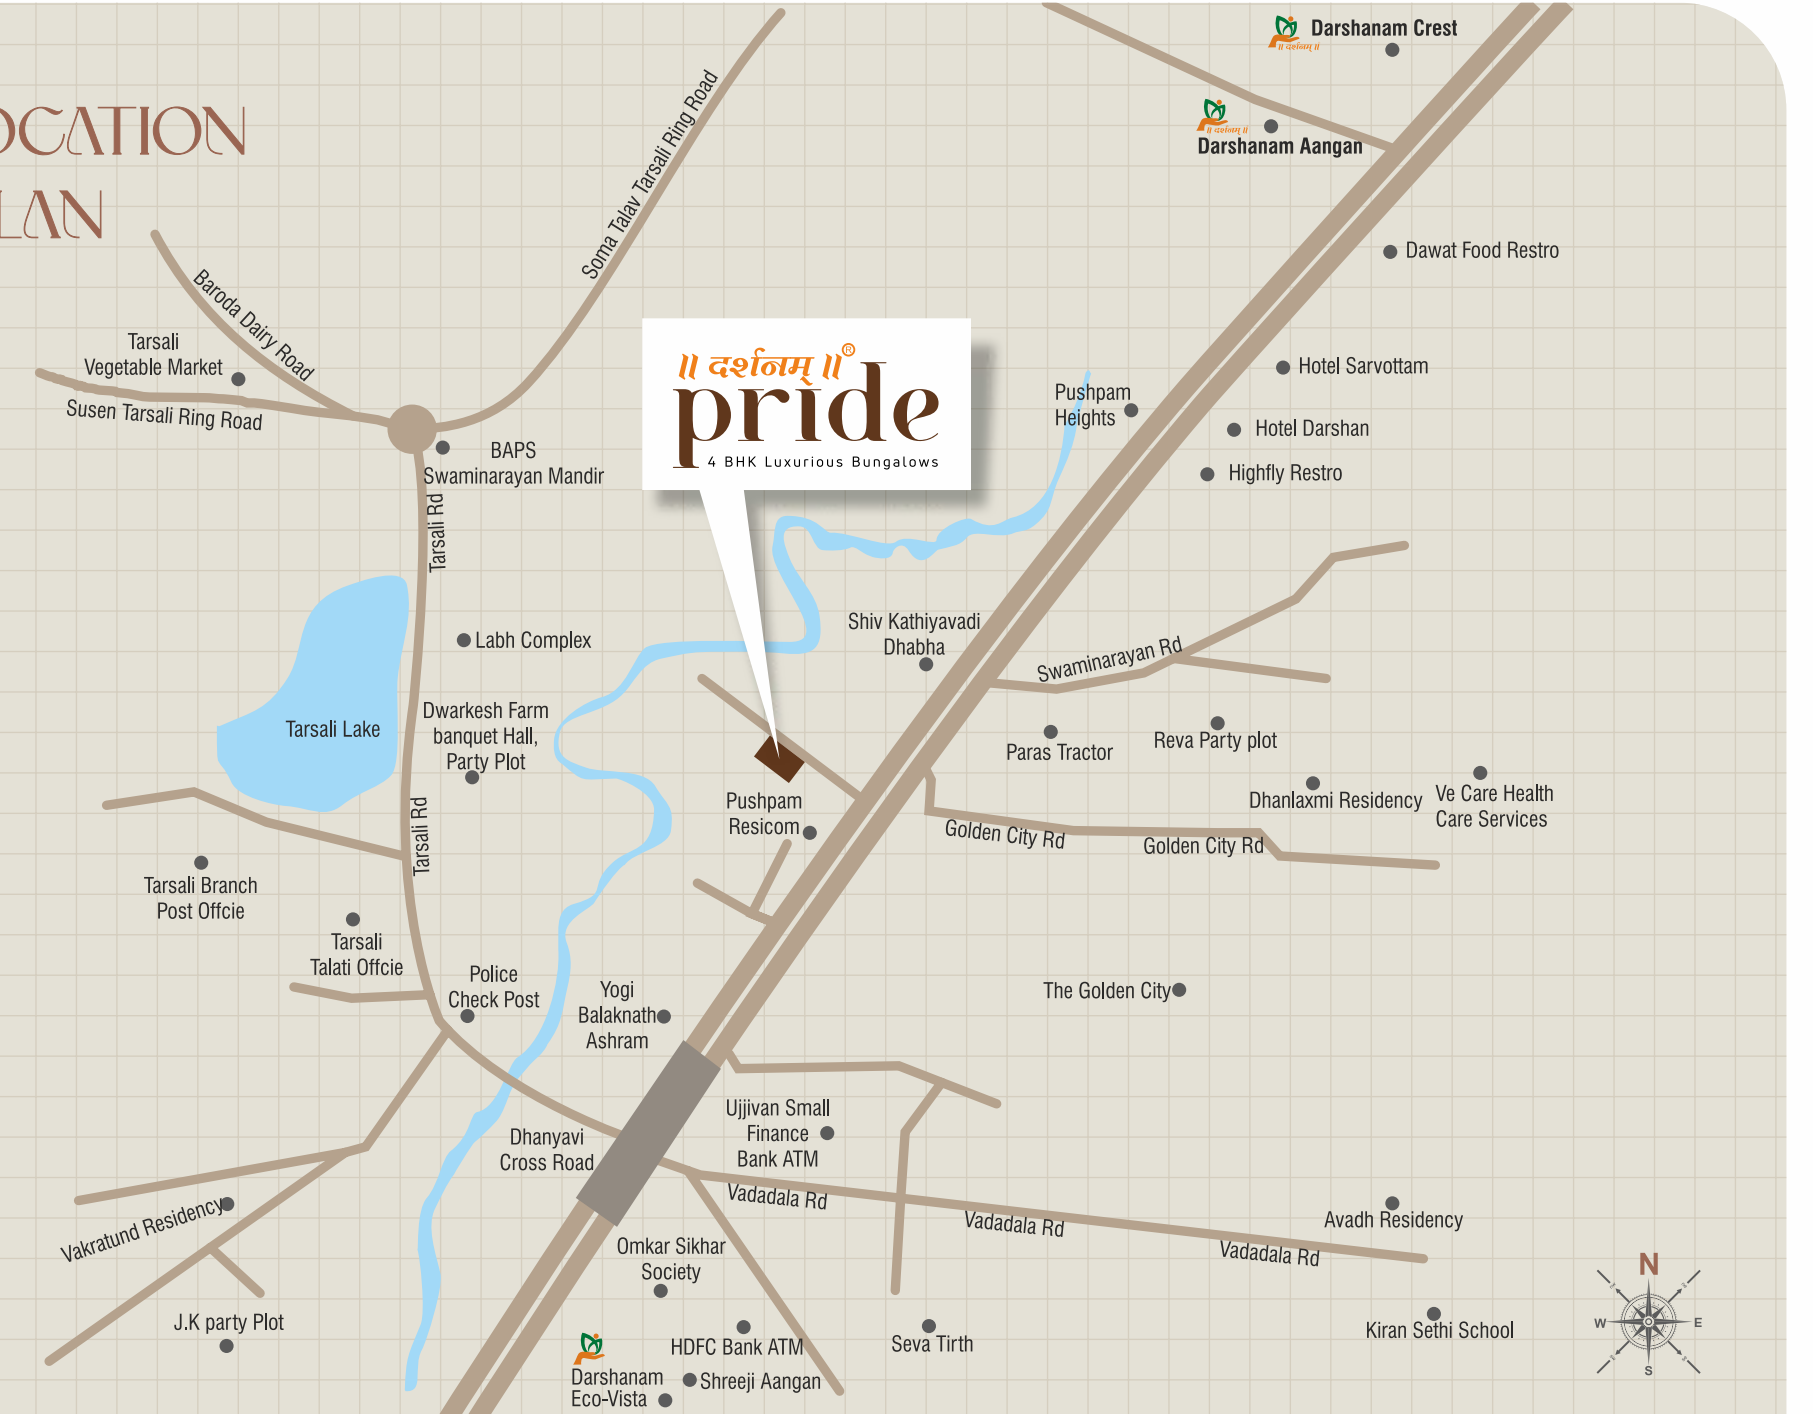 OCATION
LAN
॥ दर्शनम् ॥
Darshanam Crest
॥ दर्शनम् ॥
Darshanam Aangan
Soma Talav Tarsali Ring Road
Baroda Dairy Road
Tarsali
Vegetable Market
Susen Tarsali Ring Road
BAPS
Swaminarayan Mandir
Tarsali Rd
॥ दर्शनम् ॥®
pride
4 BHK Luxurious Bungalows
Dawat Food Restro
Hotel Sarvottam
Pushpam
Heights
Hotel Darshan
Highfly Restro
Labh Complex
Shiv Kathiyavadi
Dhabha
Swaminarayan Rd
Tarsali Lake
Dwarkesh Farm
banquet Hall,
Party Plot
Paras Tractor
Reva Party plot
Pushpam
Resicom
Dhanlaxmi Residency
Ve Care Health
Care Services
Tarsali Rd
Golden City Rd
Golden City Rd
Tarsali Branch
Post Offcie
Tarsali
Talati Offcie
Police
Check Post
Yogi
Balaknath
Ashram
The Golden City
Ujjivan Small
Finance
Bank ATM
Dhanyavi
Cross Road
Vadadala Rd
Vadadala Rd
Vadadala Rd
Avadh Residency
Vakratund Residency
Omkar Sikhar
Society
J.K party Plot
HDFC Bank ATM
Seva Tirth
Kiran Sethi School
Darshanam
Eco-Vista
Shreeji Aangan
N
W
E
S